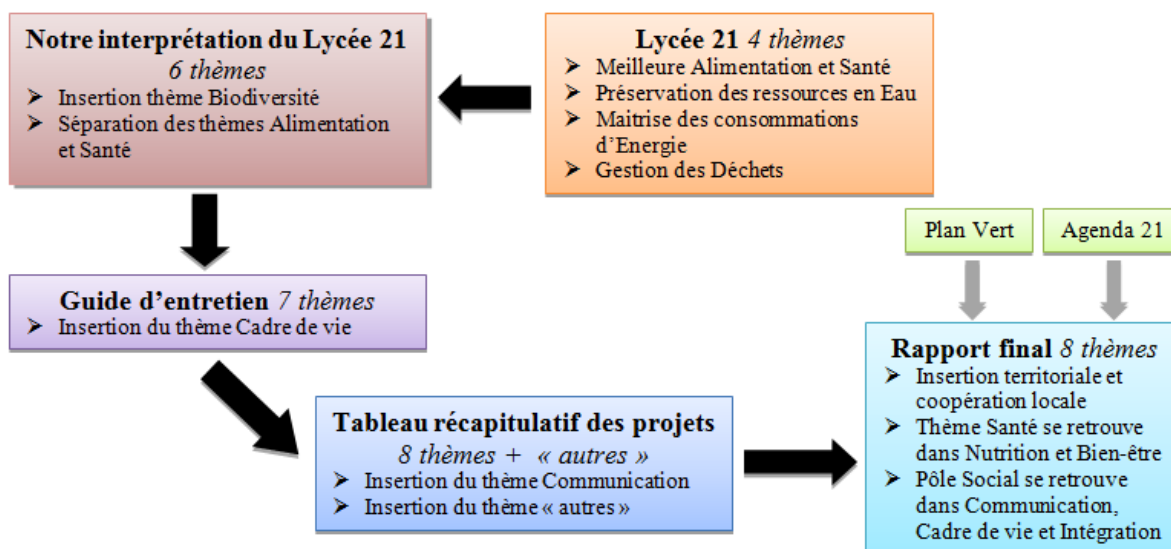 Notre interprétation du Lycée 21
6 thèmes
➢ Insertion thème Biodiversité
➢ Séparation des thèmes Alimentation
et Santé
Lycée 21 4 thèmes
➢ Meilleure Alimentation et Santé
➢ Préservation des ressources en Eau
➢ Maitrise des consommations
d’Energie
➢ Gestion des Déchets
Plan Vert
Agenda 21
Guide d’entretien 7 thèmes
➢ Insertion du thème Cadre de vie
Tableau récapitulatif des projets
8 thèmes + « autres »
➢ Insertion du thème Communication
➢ Insertion du thème « autres »
Rapport final 8 thèmes
➢ Insertion territoriale et
coopération locale
➢ Thème Santé se retrouve
dans Nutrition et Bien-être
➢ Pôle Social se retrouve
dans Communication,
Cadre de vie et Intégration